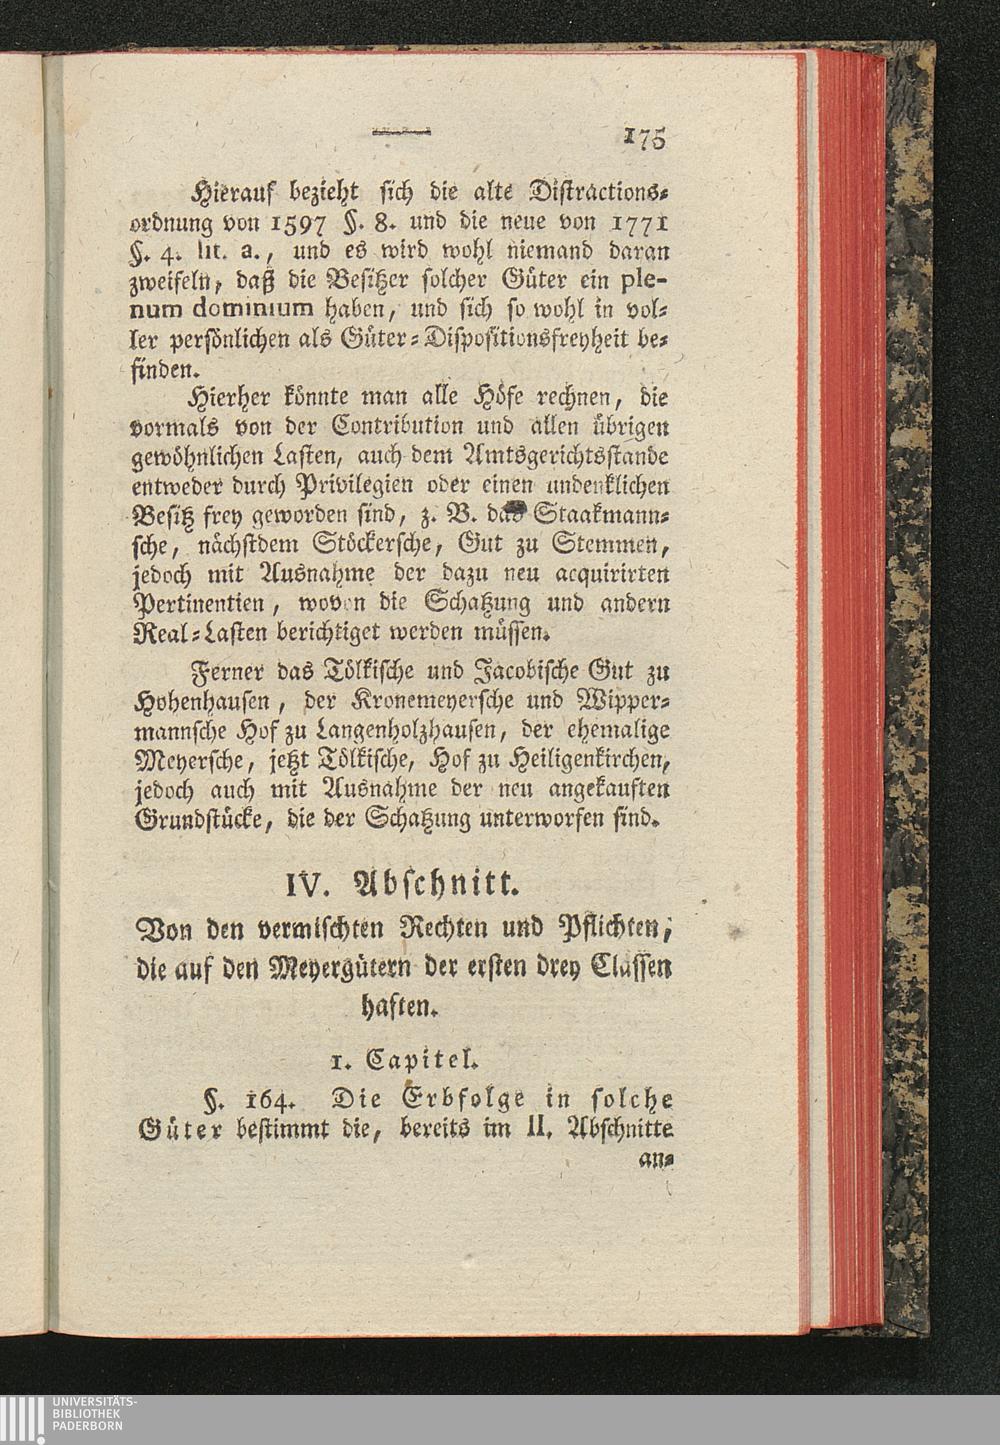 175
Hierauf bezieht sich die alte Distractions-
ordnung von 1597 §. 8. und die neue von 1771
§. 4. lit. a., und es wird wohl niemand daran
zweifeln, daß die Besitzer solcher Güter ein ple-
num dominium haben, und sich so wohl in vol-
ler persönlichen als Güter-Dispositionsfreyheit be-
finden.
Hierher könnte man alle Höfe rechnen, die
vormals von der Contribution und allen übrigen
gewöhnlichen Lasten, auch dem Amtsgerichtsstande
entweder durch Privilegien oder einen undenklichen
Besitz frey geworden sind, z. B. das Staakmann-
sche, nächstdem Stöckersche, Gut zu Stemmen,
jedoch mit Ausnahme der dazu neu acquirirten
Pertinentien, wovon die Schatzung und andern
Real-Lasten berichtiget werden müssen.
Ferner das Tölkische und Jacobische Gut zu
Hohenhausen, der Kronemeyersche und Wipper-
mannsche Hof zu Langenholzhausen, der ehemalige
Meyersche, jetzt Tölkische, Hof zu Heiligenkirchen,
jedoch auch mit Ausnahme der neu angekauften
Grundstücke, die der Schatzung unterworfen sind.
IV. Abschnitt.
Von den vermischten Rechten und Pflichten,
die auf den Meyergütern der ersten drey Classen
haften.
1. Capitel.
§. 164. Die Erbfolge in solche
Güter bestimmt die, bereits im II. Abschnitte
an-
UNIVERSITÄTS-
BIBLIOTHEK
PADERBORN